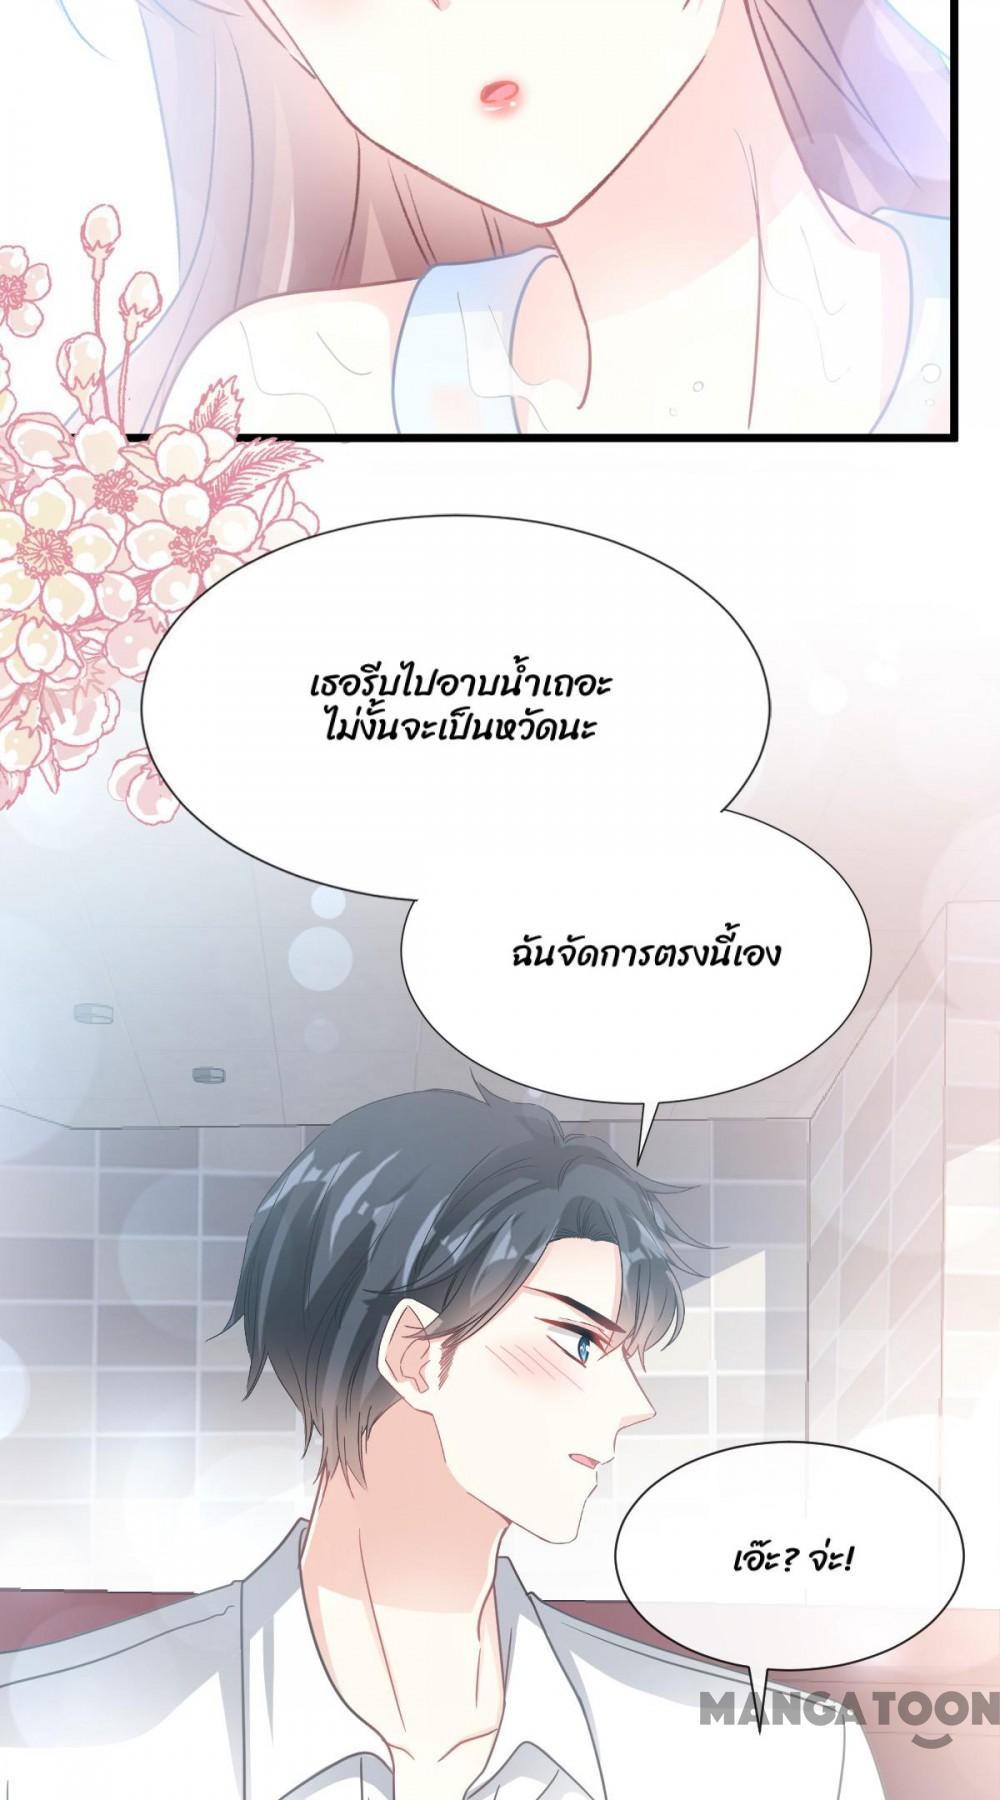 เธอรีบไปอาบน้ำเถอะ
ไม่งั้นจะเป็นหวัดนะ
ฉันจัดการตรงนี้เอง
เอ๊ะ? จ่ะ!
MANGATOON